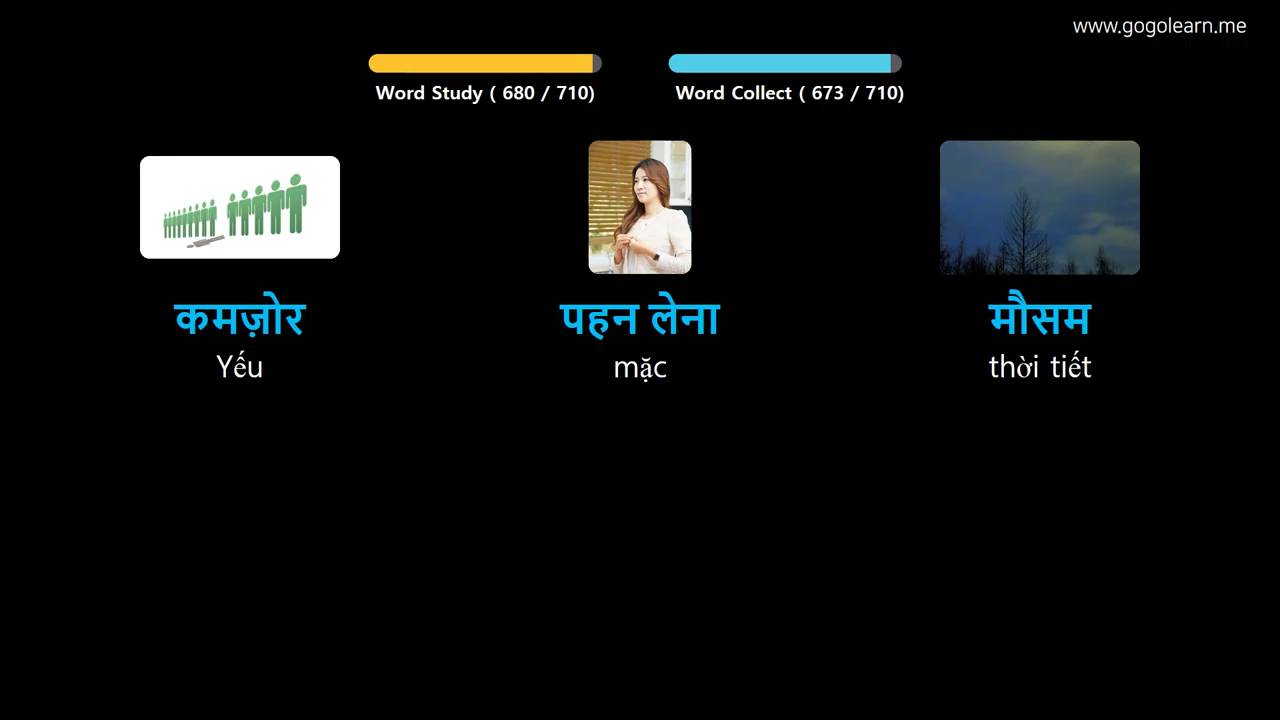 www.gogolearn.me
Word Study ( 680 / 710)
Word Collect ( 673 / 710)
कमज़ोर
Yếu
पहन लेना
mặc
मौसम
thời tiết